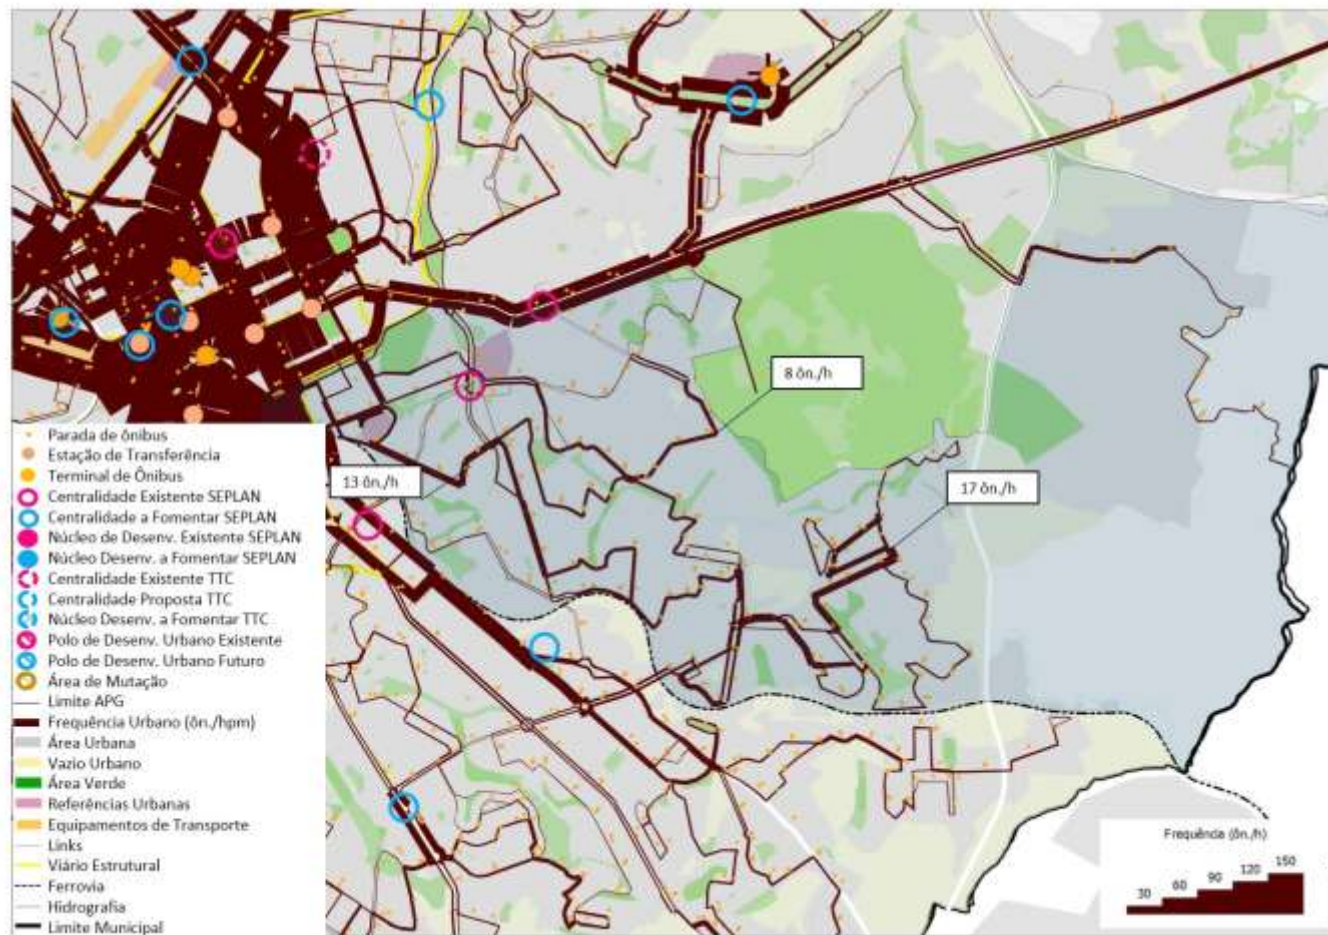 8 ôn./h
13 ôn./h
17 ôn./h
Parada de ônibus
Estação de Transferência
Terminal de Ônibus
Centralidade Existente SEPLAN
Centralidade a Fomentar SEPLAN
Núcleo de Desenv. Existente SEPLAN
Núcleo Desenv. a Fomentar SEPLAN
Centralidade Existente TTC
Centralidade Proposta TTC
Núcleo Desenv. a Fomentar TTC
Polo de Desenv. Urbano Existente
Polo de Desenv. Urbano Futuro
Área de Mutação
Limite APG
Frequência Urbano (ôn./hpm)
Área Urbana
Vazio Urbano
Área Verde
Referências Urbanas
Equipamentos de Transporte
Links
Viário Estrutural
Ferrovia
Hidrografia
Limite Municipal
Frequência (ôn./h)
30 60 90 120 150